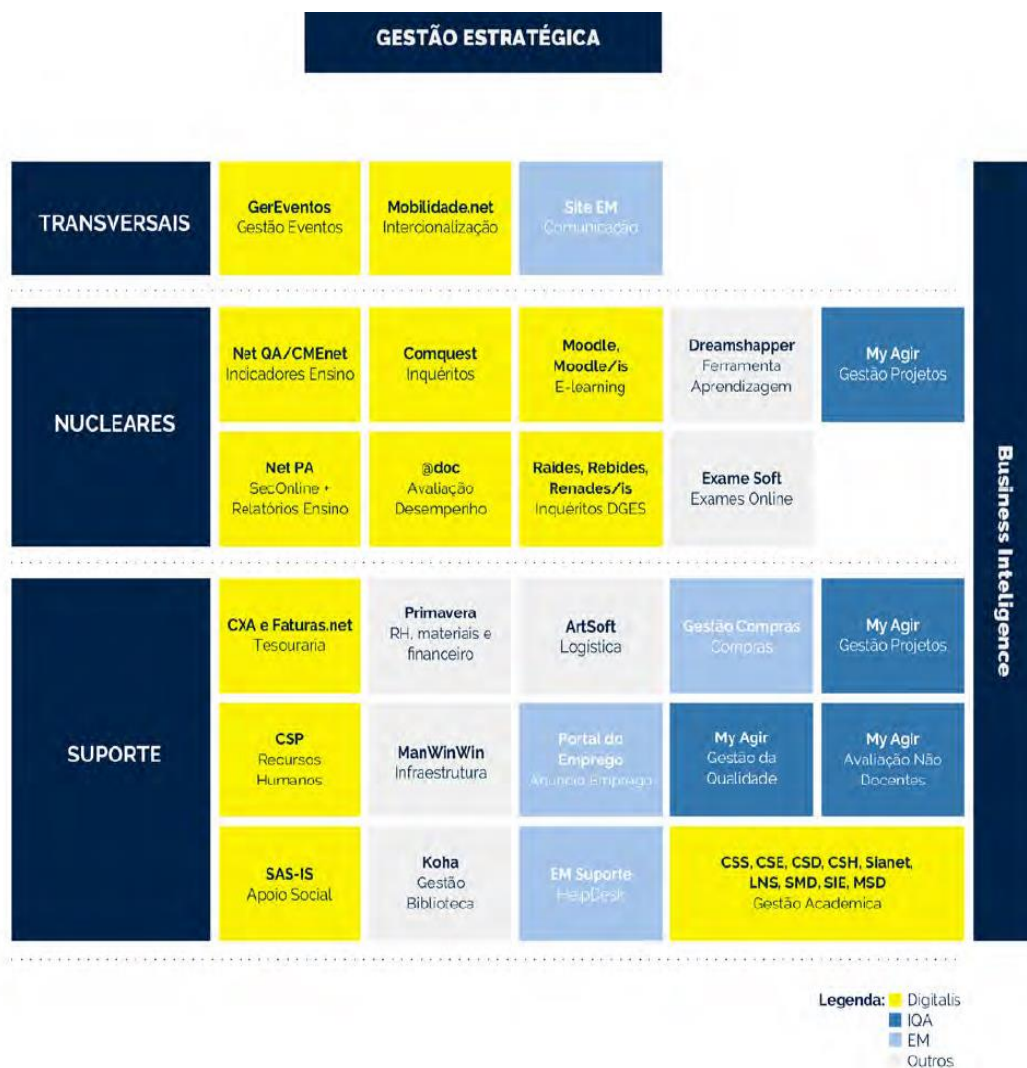 GESTÃO ESTRATÉGICA
TRANSVERSAIS
GerEventos
Gestão Eventos
Mobilidade.net
Intercionalização
Site EM
Comunicação
NUCLEARES
Net QA/CMEnet
Indicadores Ensino
Comquest
Inquéritos
Moodle,
Moodle/is
E-learning
Dreamshapper
Ferramenta
Aprendizagem
My Agir
Gestão Projetos
Net PA
SecOnline +
Relatórios Ensino
@doc
Avaliação
Desempenho
Raides, Rebides,
Renades/is
Inquéritos DGES
Exame Soft
Exames Online
SUPORTE
CXA e Faturas.net
Tesouraria
Primavera
RH, materiais e
financeiro
ArtSoft
Logística
Gestão Compras
Compras
My Agir
Gestão Projetos
CSP
Recursos
Humanos
ManWinWin
Infraestrutura
Portal do
Emprego
Anúncio Emprego
My Agir
Gestão da
Qualidade
My Agir
Avaliação Não
Docentes
SAS-IS
Apoio Social
Koha
Gestão
Biblioteca
EM Suporte
HelpDesk
CSS, CSE, CSD, CSH, Sianet,
LNS, SMD, SIE, MSD
Gestão Académica
Business Inteligence
Legenda: Digitalis
IQA
EM
Outros